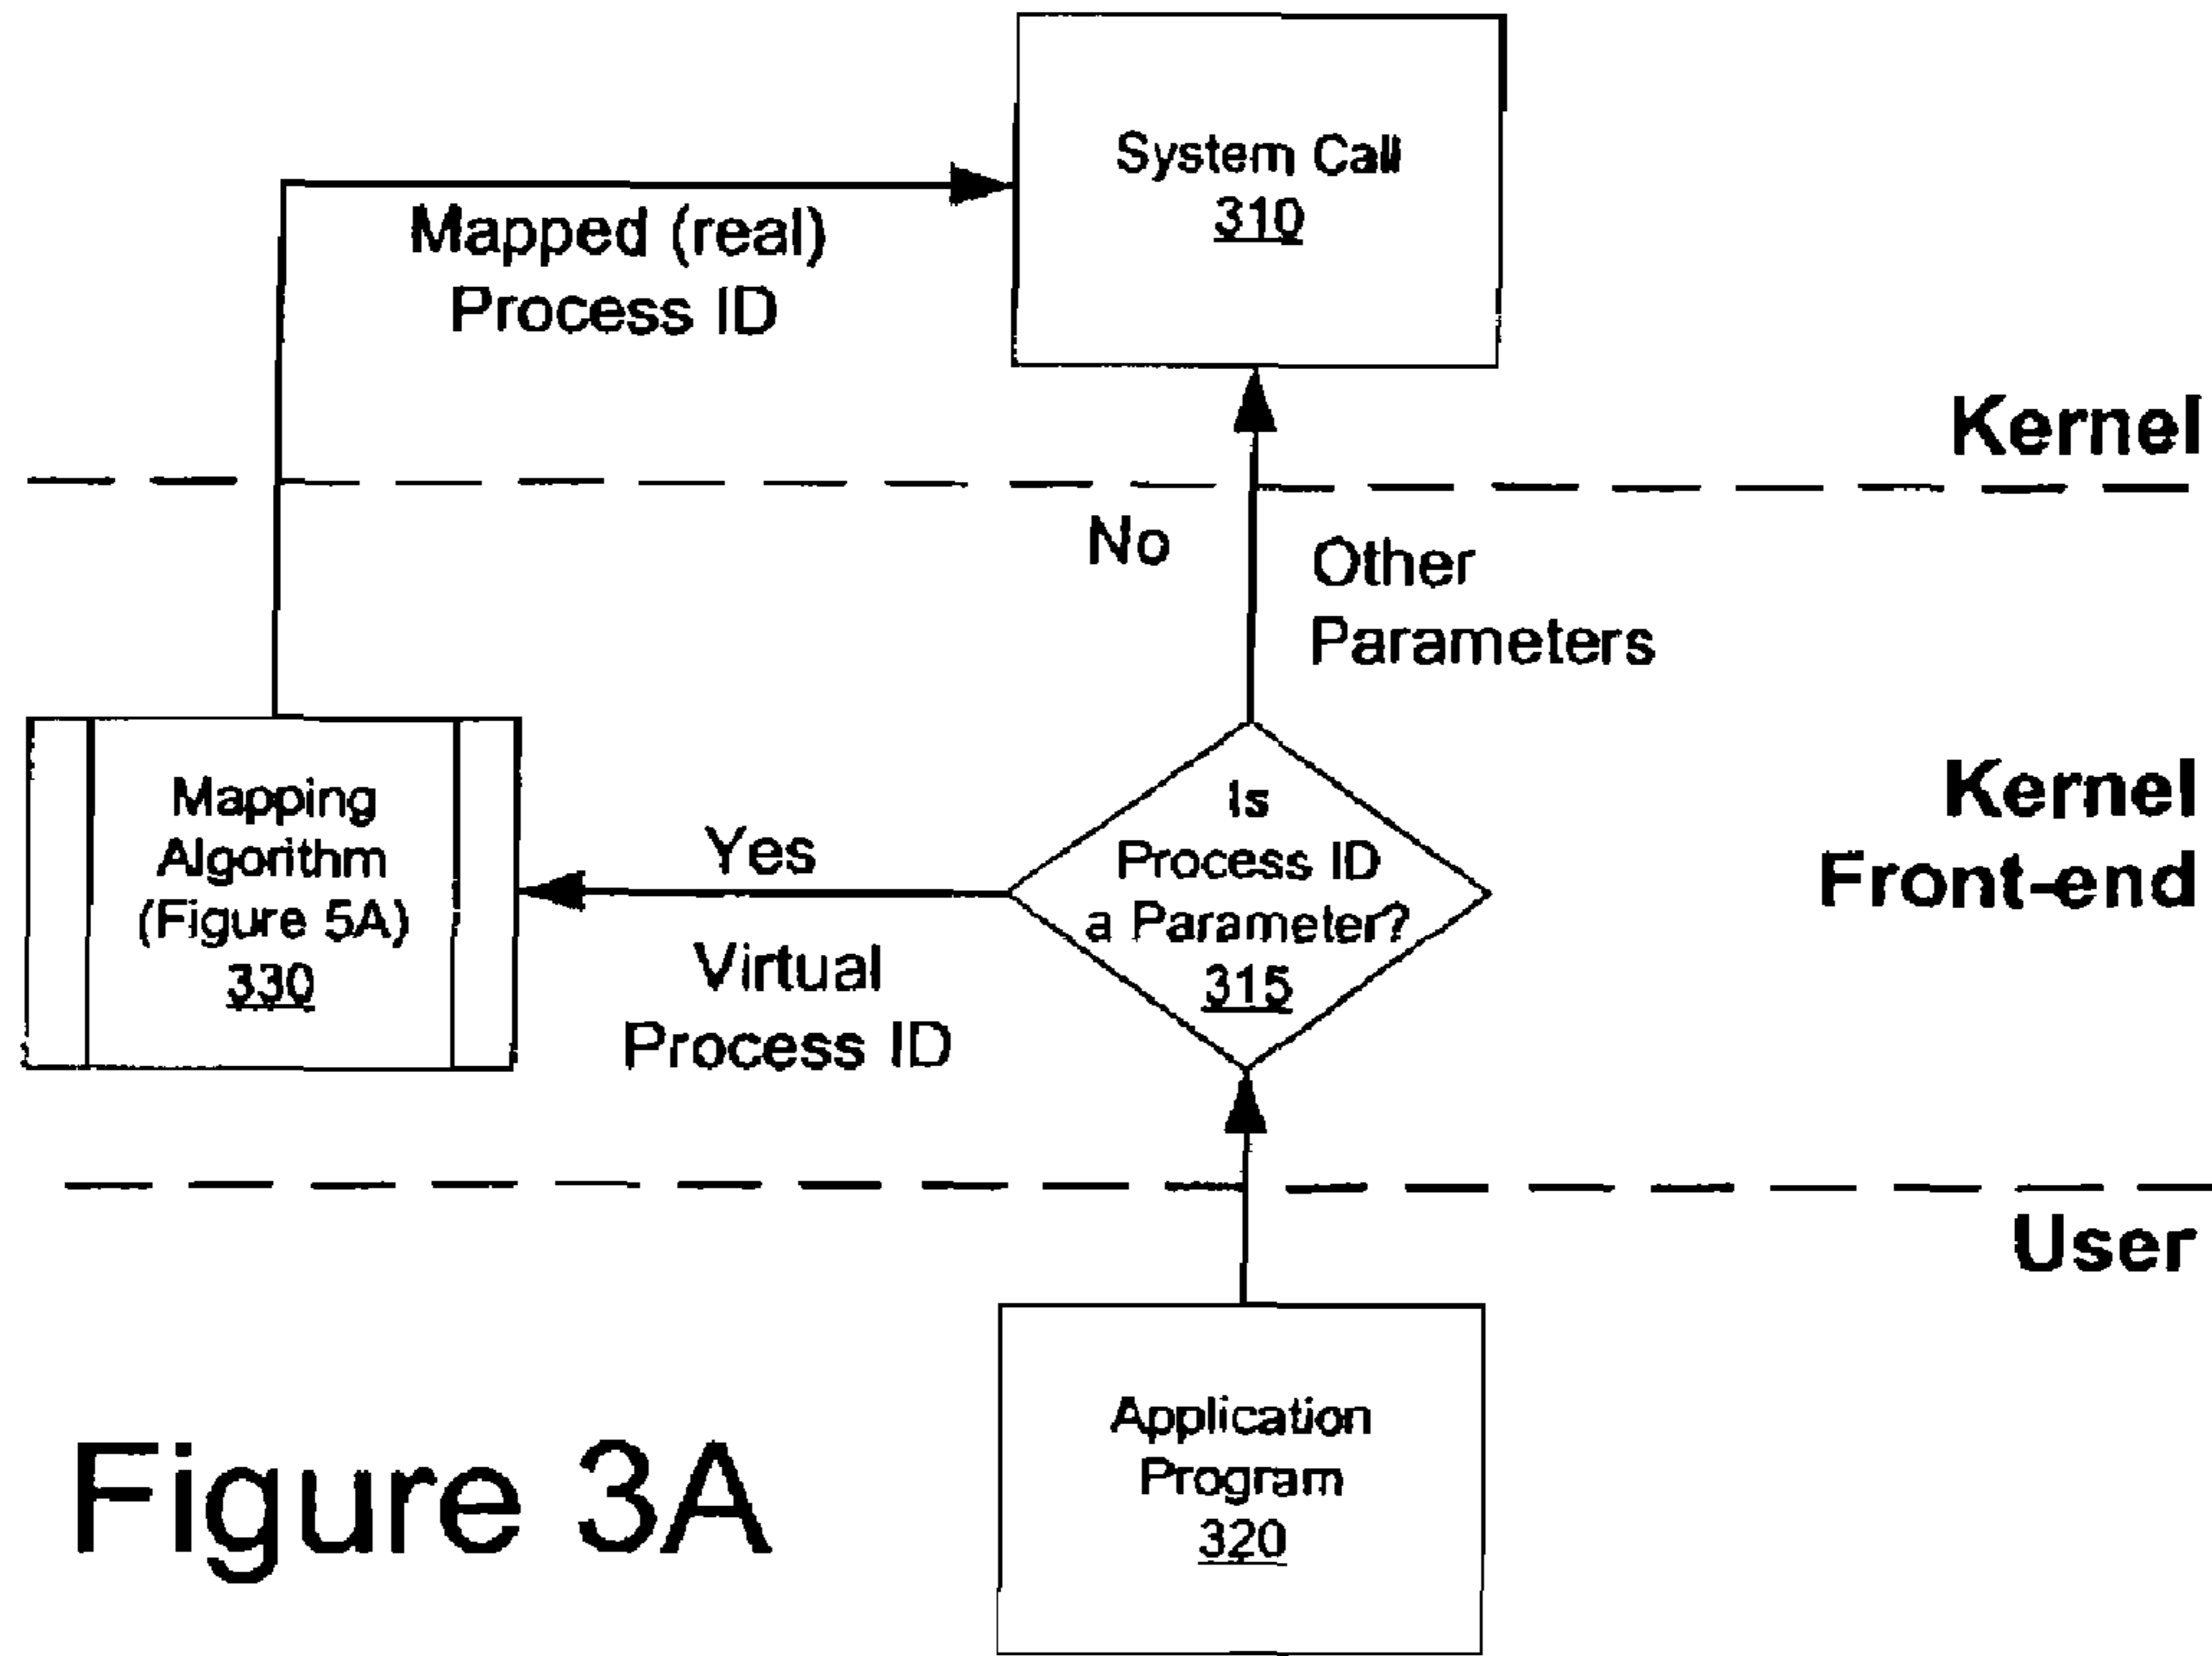 System Call
310
Mapped (real)
Process ID
Kernel
No
Other
Parameters
Mapping
Algorithm
(Figure 5A)
330
Yes
Virtual
Process ID
Is
Process ID
a Parameter?
315
Kernel
Front-end
User
Application
Program
320
Figure 3A